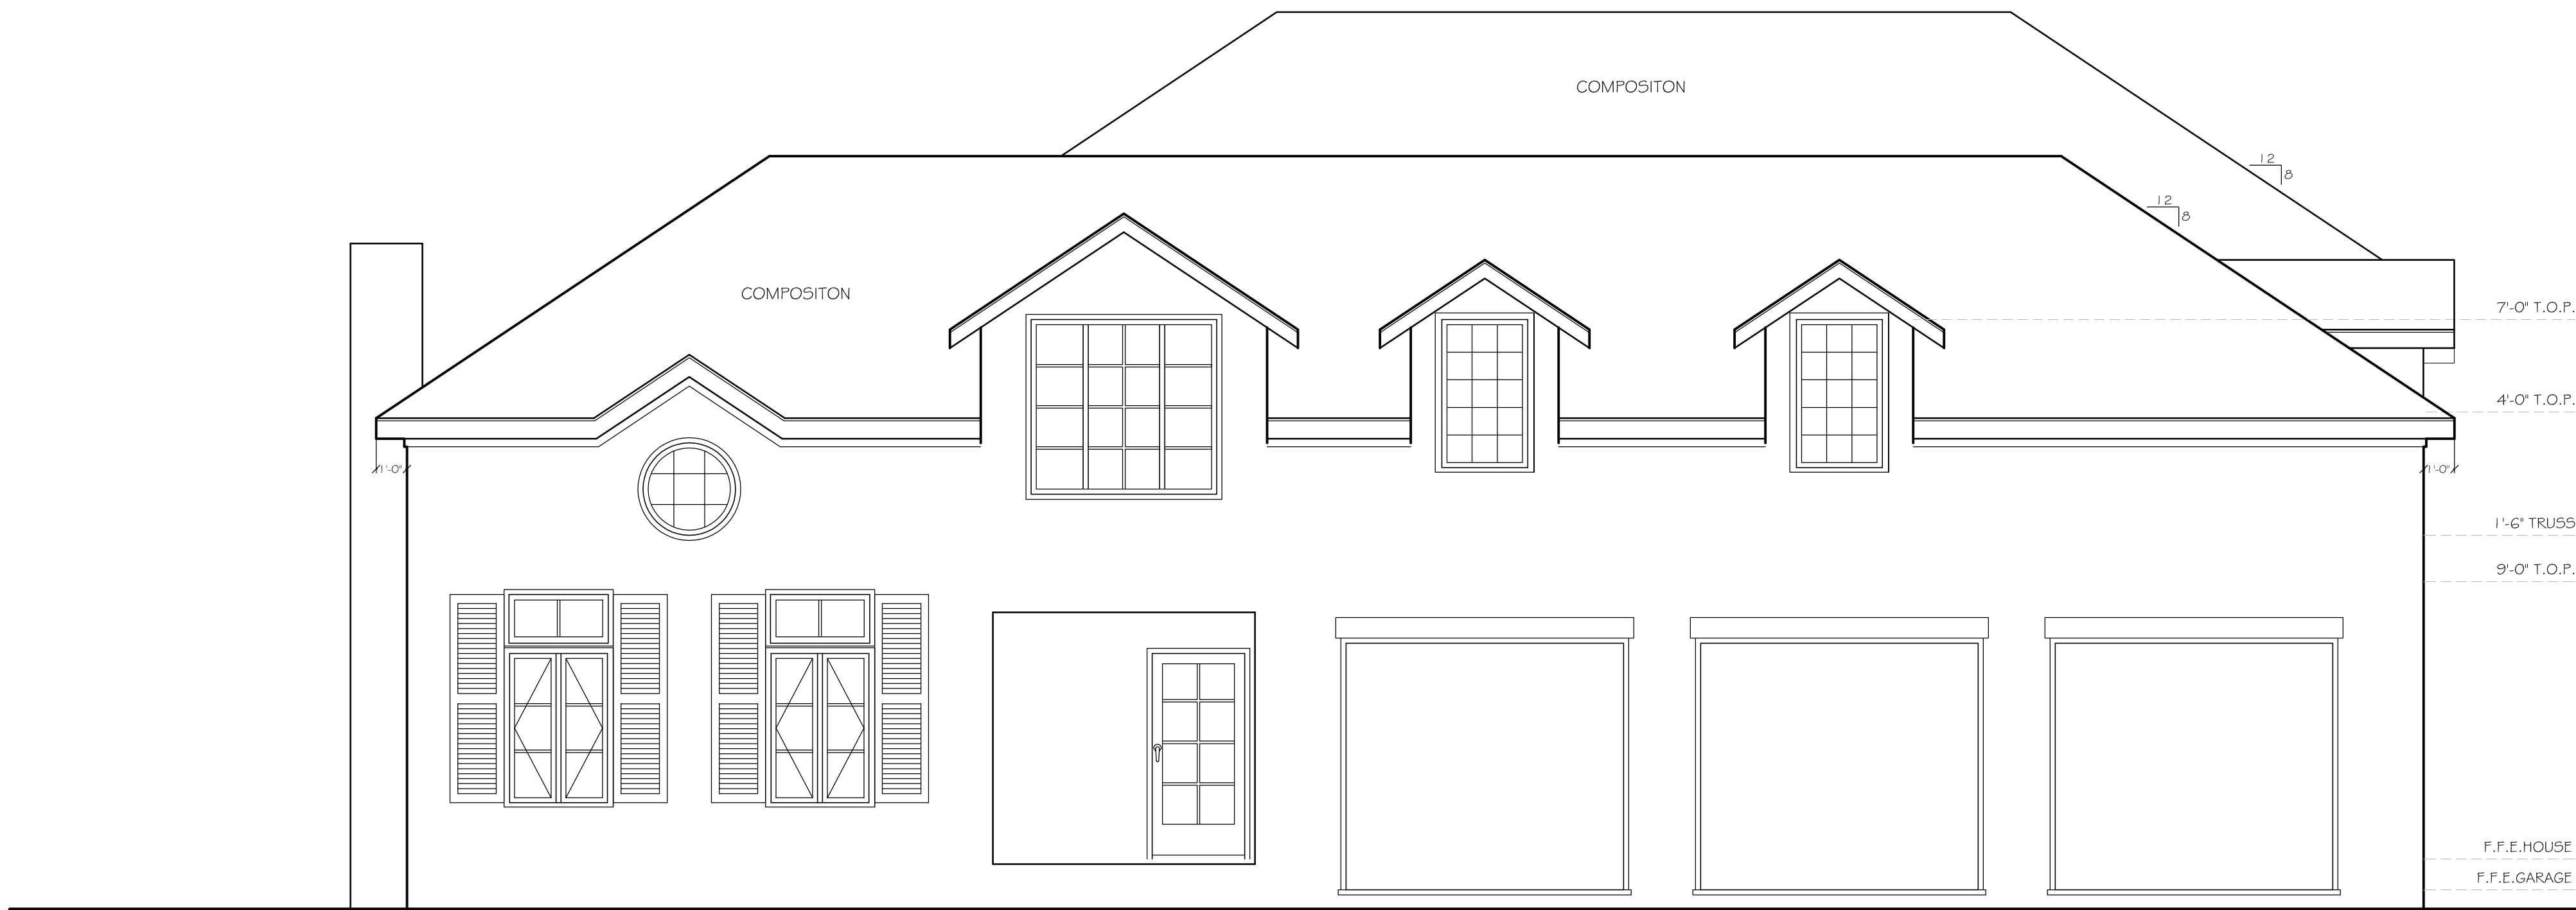 COMPOSITON
12
8
12
8
COMPOSITON
7'-0" T.O.P.
4'-0" T.O.P.
1'-0"
1'-0"
1'-6" TRUSS
9'-0" T.O.P.
F.F.E.HOUSE
F.F.E.GARAGE